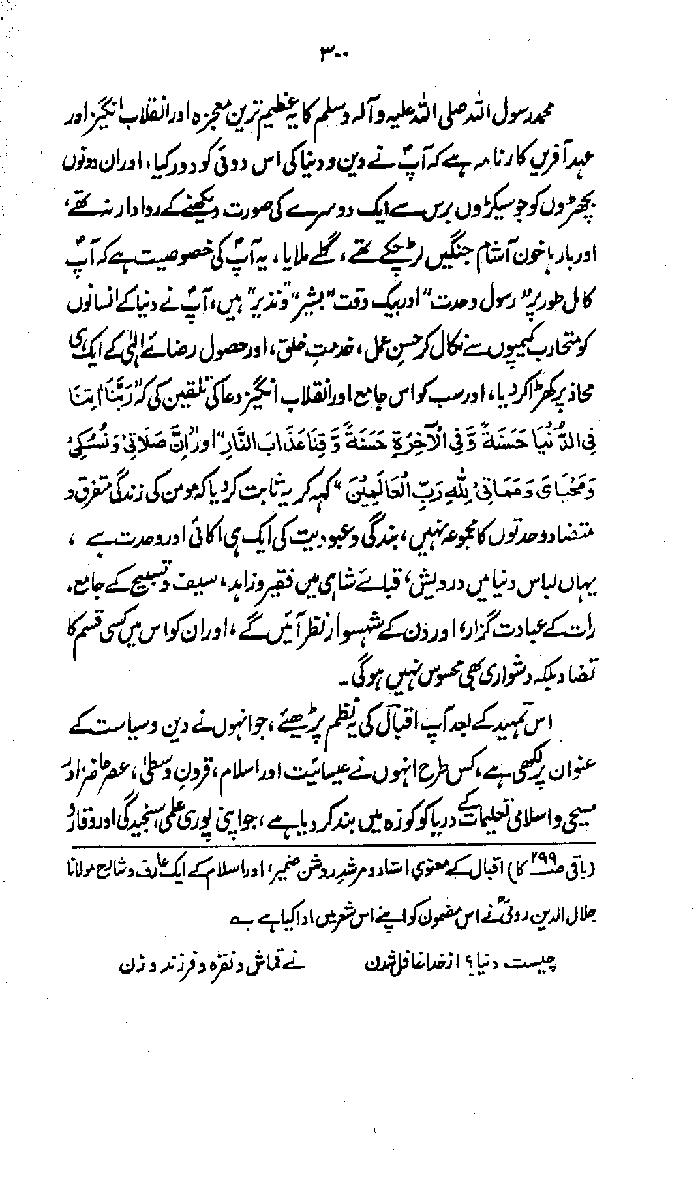 ۳۰۰
محمد رسول اللہ صلی اللہ علیہ وآلہ وسلم کا یہ عظیم ترین معجزہ اور انقلاب انگیز اور
عہد آفریں کارنامہ ہے کہ آپؐ نے دین و دنیا کی اس دوئی کو دور کیا، اور ان دونوں
بچھڑوں کو جو سیکڑوں برس سے ایک دوسرے کی صورت دیکھنے کے روادار نہ تھے،
اور بارہا خون آشام جنگیں لڑ چکے تھے، گلے ملایا، یہ آپؐ کی خصوصیت ہے کہ آپؐ
کامل طور پر "رسول وحدت" اور بیک وقت "بشیر" و "نذیر" ہیں، آپؐ نے دنیا کے انسانوں
کو متحارب کیمپوں سے نکال کر حسنِ عمل، خدمتِ خلق، اور حصول رضائے الٰہی کے ایک ہی
محاذ پر کھڑا کر دیا، اور سب کو اس جامع اور انقلاب انگیز دعا کی تلقین کی کہ "رَبَّنَا اٰتِنَا
فِی الدُّنْیَا حَسَنَةً وَّفِی الْآخِرَةِ حَسَنَةً وَّقِنَا عَذَابَ النَّارِ" اور "اِنَّ صَلَاتِیْ وَنُسُکِیْ
وَمَحْیَایَ وَمَمَاتِیْ لِلّٰهِ رَبِّ الْعَالَمِیْنَ" کہہ کر یہ ثابت کر دیا کہ مومن کی زندگی متفرق و
متضاد وحدتوں کا مجموعہ نہیں، بندگی و عبودیت کی ایک ہی اکائی اور وحدت ہے،
یہاں لباس دنیا میں درویش، قبائے شاہی میں فقیر و زاہد، سیف و تسبیح کے جامع،
رات کے عبادت گزار، اور دن کے شہسوار نظر آئیں گے، اور ان کو اس میں کسی قسم کا
تضاد بلکہ دشواری بھی محسوس نہیں ہوگی۔
اس تمہید کے بعد آپ اقبال کی یہ نظم پڑھئے، جو انہوں نے دین و سیاست کے
عنوان پر لکھی ہے، کس طرح انہوں نے عیسائیت اور اسلام، قرونِ وسطیٰ، عصر حاضر اور
مسیحی و اسلامی تعلیمات کے دریا کو کوزہ میں بند کر دیا ہے، جو اپنی پوری علمی سنجیدگی اور وقار و
(باقی صفحہ ۲۹۹ کا) اقبال کے معنوی استاد و مرشد روشن ضمیر، اور اسلام کے ایک عارف و شارح مولانا
جلال الدین رومیؒ نے اس مضمون کو اپنے اس شعر میں ادا کیا ہے
چیست دنیا؟ از خدا غافل شدن نے قماش و نقره و فرزند و زن